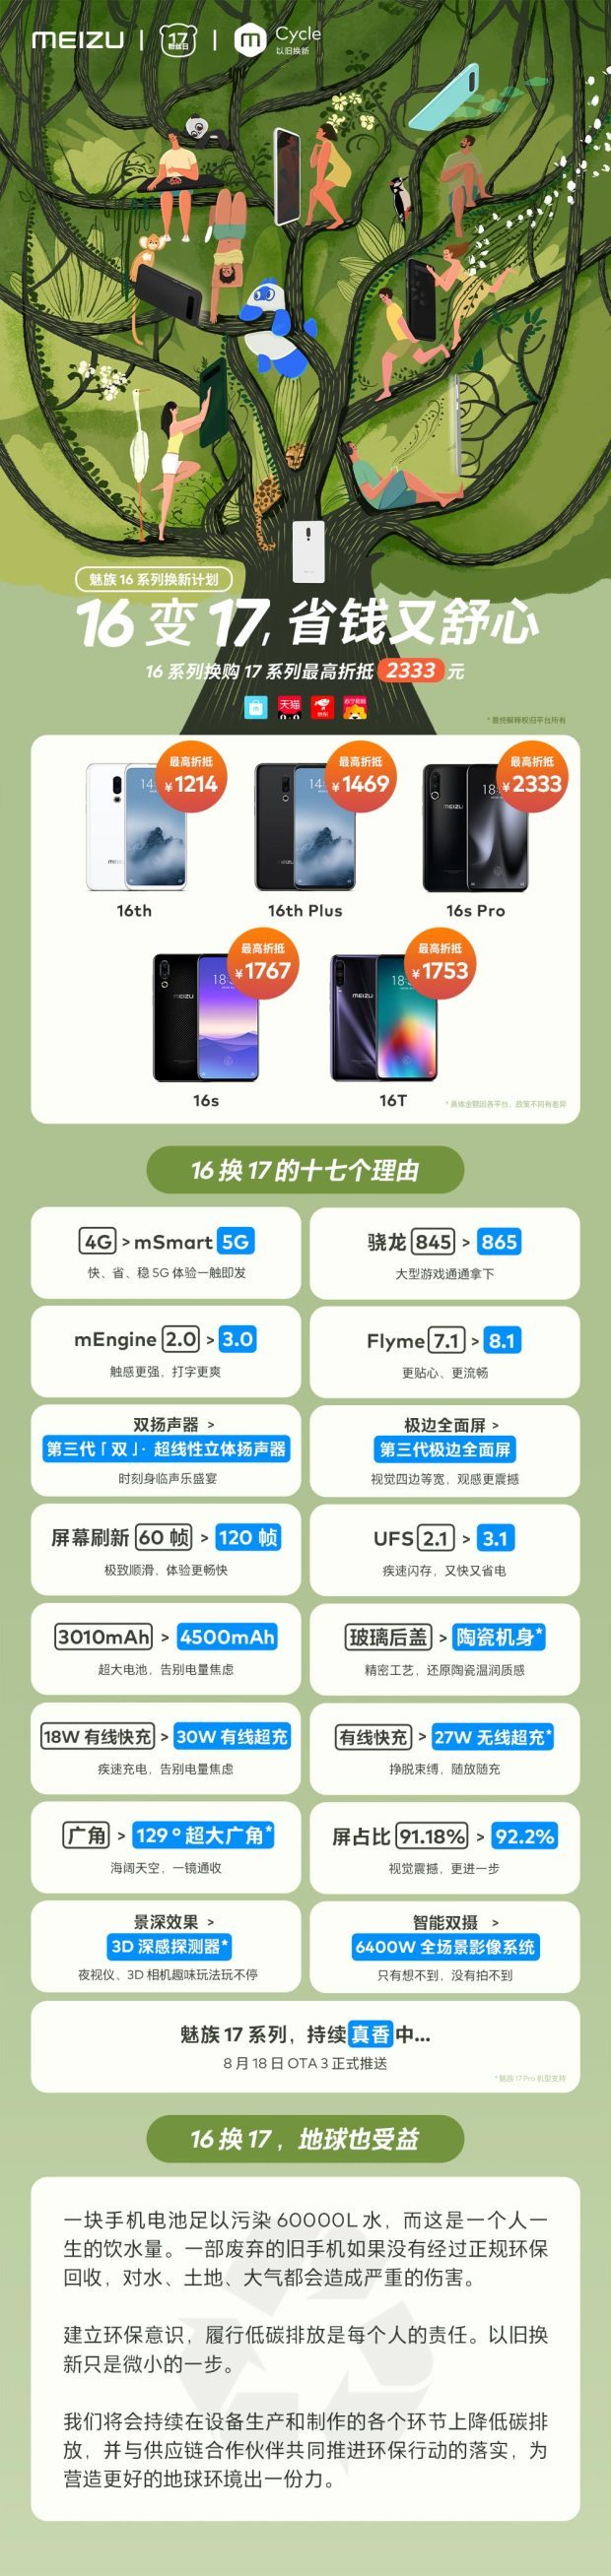 MEIZU | 17 粉丝日 | m Cycle
以旧换新
魅族 16 系列换新计划
16 变 17, 省钱又舒心
16 系列换购 17 系列最高折抵 2333 元
天猫 京东 苏宁易购
* 最终解释权归平台所有
最高折抵 最高折抵 最高折抵
¥1214 ¥1469 ¥2333
16th 16th Plus 16s Pro
最高折抵 最高折抵
¥1767 ¥1753
16s 16T
* 具体金额因各平台、政策不同有差异
16 换 17 的十七个理由
4G > mSmart 5G
快、省、稳 5G 体验一触即发
骁龙 845 > 865
大型游戏通通拿下
mEngine 2.0 > 3.0
触感更强，打字更爽
Flyme 7.1 > 8.1
更贴心、更流畅
双扬声器 >
第三代「双」· 超线性立体扬声器
时刻身临声乐盛宴
极边全面屏 >
第三代极边全面屏
视觉四边等宽，观感更震撼
屏幕刷新 60 帧 > 120 帧
极致顺滑，体验更畅快
UFS 2.1 > 3.1
疾速闪存，又快又省电
3010mAh > 4500mAh
超大电池，告别电量焦虑
玻璃后盖 > 陶瓷机身*
精密工艺，还原陶瓷温润质感
18W 有线快充 > 30W 有线超充
疾速充电，告别电量焦虑
有线快充 > 27W 无线超充*
挣脱束缚，随放随充
广角 > 129° 超大广角*
海阔天空，一镜通收
屏占比 91.18% > 92.2%
视觉震撼，更进一步
景深效果 >
3D 深感探测器*
夜视仪、3D 相机趣味玩法玩不停
智能双摄 >
6400W 全场景影像系统
只有想不到，没有拍不到
魅族 17 系列，持续真香中...
8 月 18 日 OTA 3 正式推送
* 魅族 17 Pro 机型支持
16 换 17，地球也受益
一块手机电池足以污染 60000L 水，而这是一个人一
生的饮水量。一部废弃的旧手机如果没有经过正规环保
回收，对水、土地、大气都会造成严重的伤害。
建立环保意识，履行低碳排放是每个人的责任。以旧换
新只是微小的一步。
我们将会持续在设备生产和制作的各个环节上降低碳排
放，并与供应链合作伙伴共同推进环保行动的落实，为
营造更好的地球环境出一份力。